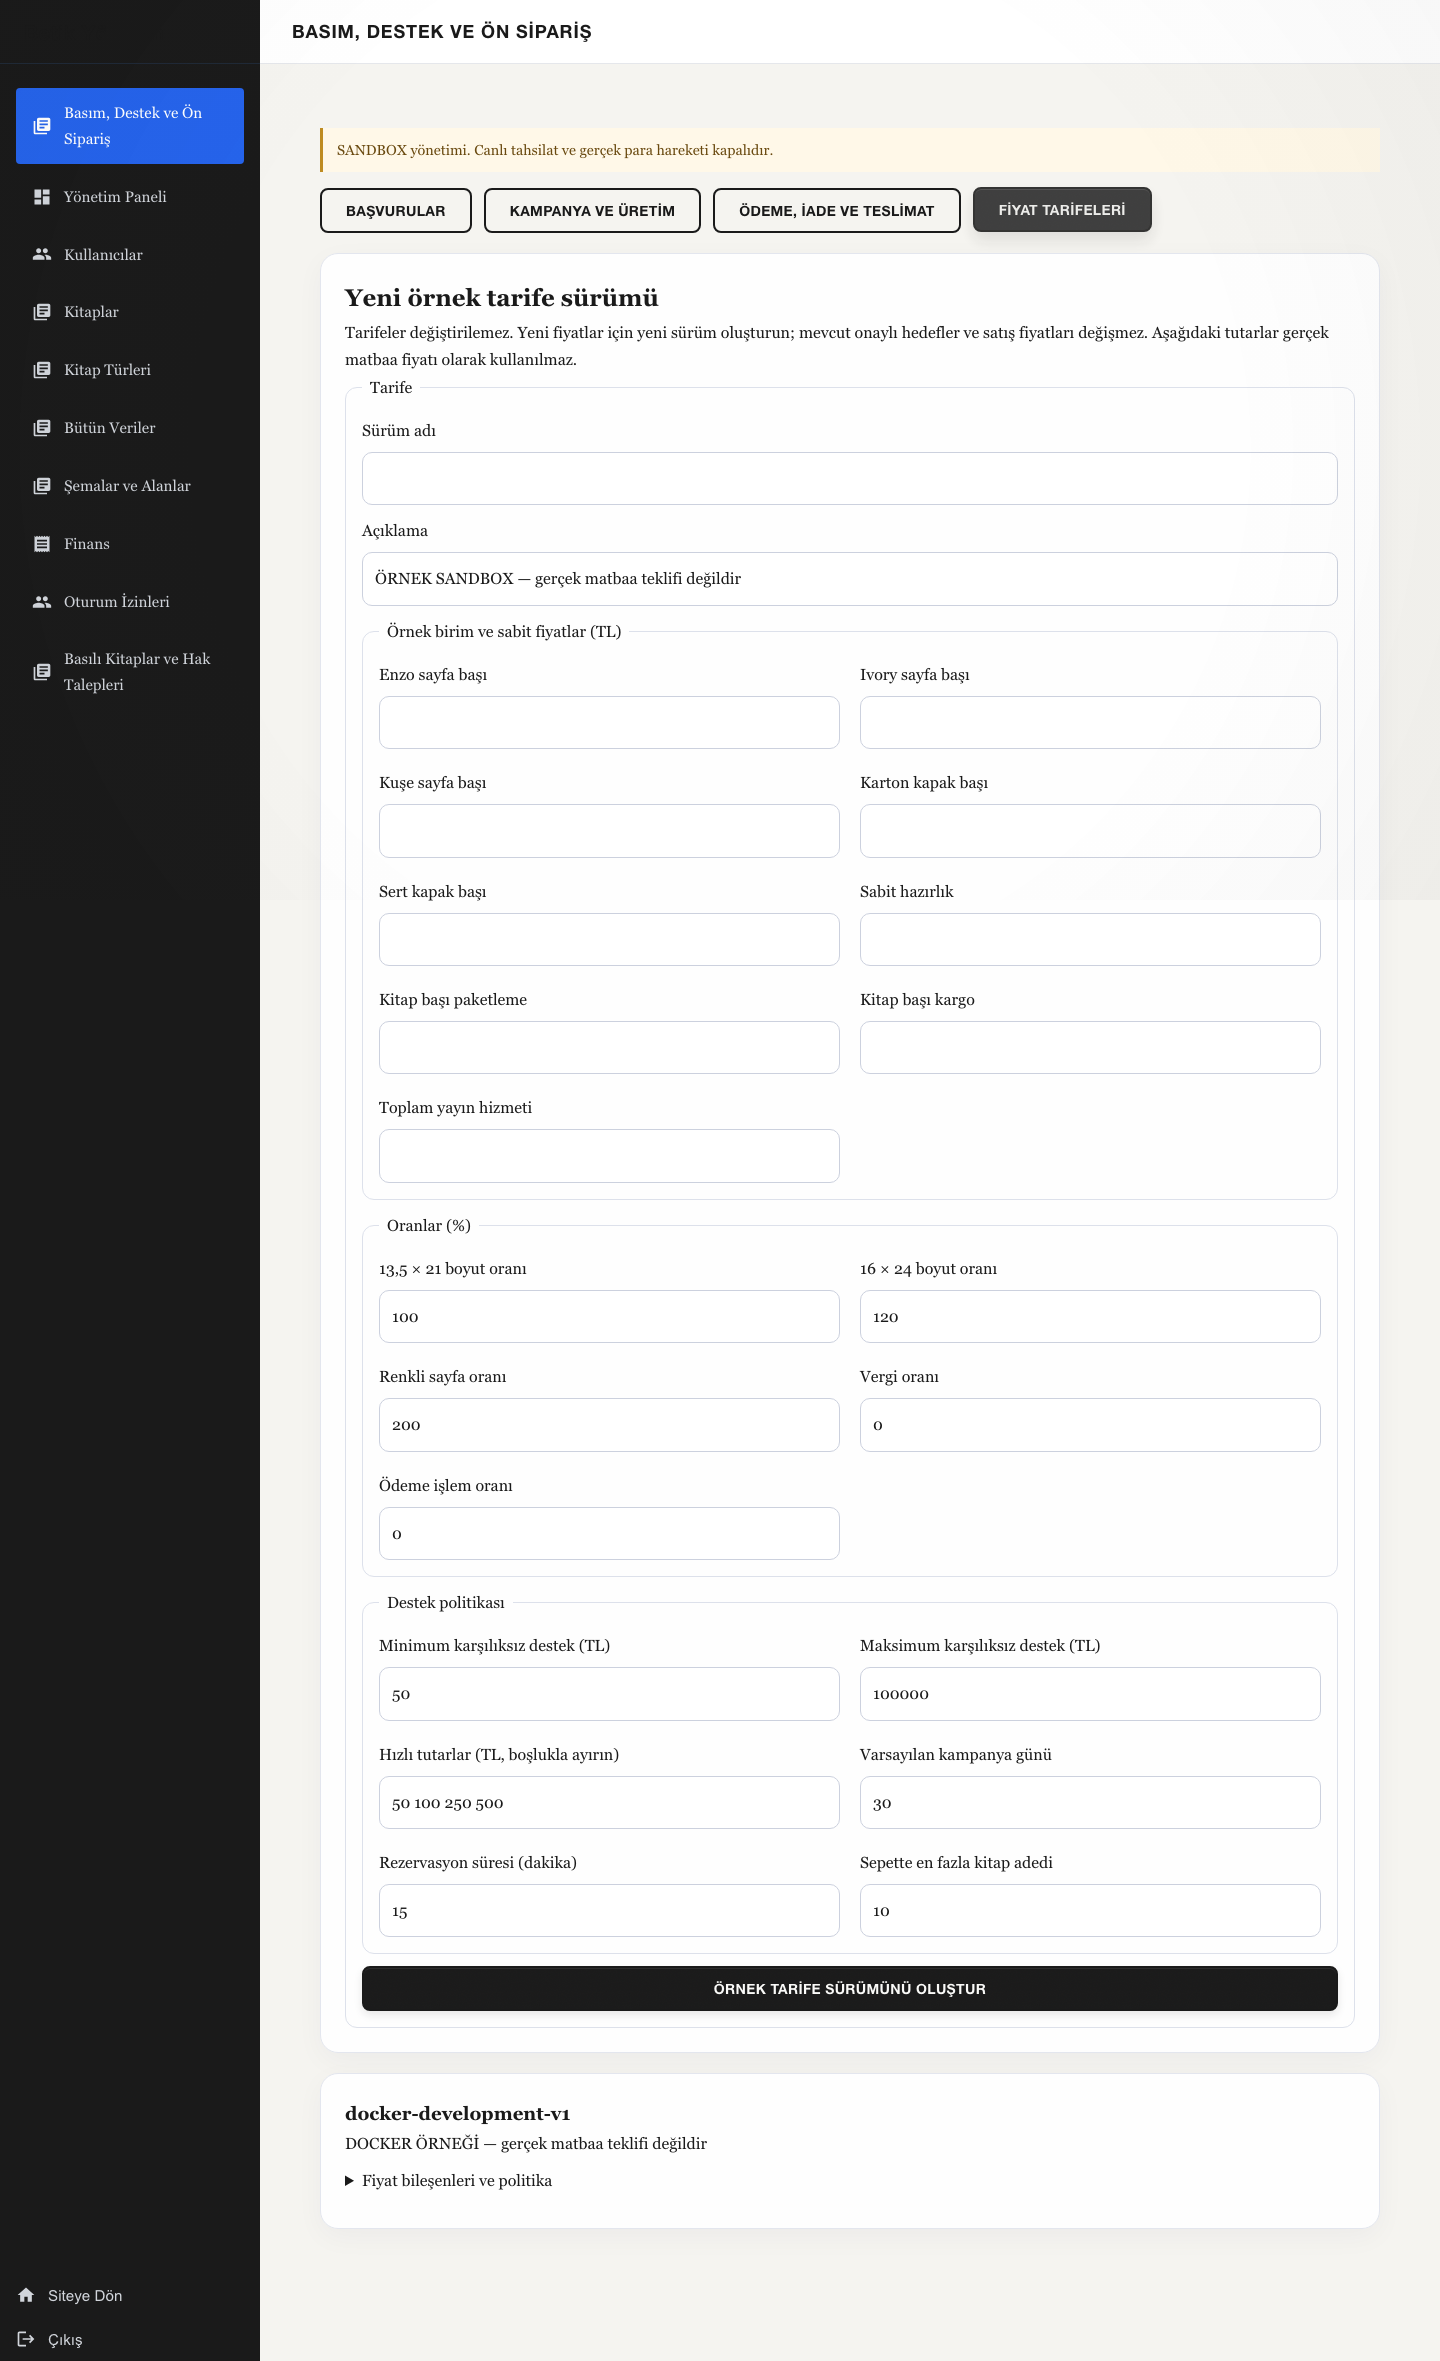 BASIM, DESTEK VE ÖN SİPARİŞ
Basım, Destek ve Ön
Sipariş
Yönetim Paneli
Kullanıcılar
Kitaplar
Kitap Türleri
Bütün Veriler
Şemalar ve Alanlar
Finans
Oturum İzinleri
Basılı Kitaplar ve Hak
Talepleri
Siteye Dön
Çıkış
SANDBOX yönetimi. Canlı tahsilat ve gerçek para hareketi kapalıdır.
BAŞVURULAR
KAMPANYA VE ÜRETİM
ÖDEME, İADE VE TESLİMAT
FİYAT TARİFELERİ
Yeni örnek tarife sürümü
Tarifeler değiştirilemez. Yeni fiyatlar için yeni sürüm oluşturun; mevcut onaylı hedefler ve satış fiyatları değişmez. Aşağıdaki tutarlar gerçek
matbaa fiyatı olarak kullanılmaz.
Tarife
Sürüm adı
Açıklama
ÖRNEK SANDBOX — gerçek matbaa teklifi değildir
Örnek birim ve sabit fiyatlar (TL)
Enzo sayfa başı
Ivory sayfa başı
Kuşe sayfa başı
Karton kapak başı
Sert kapak başı
Sabit hazırlık
Kitap başı paketleme
Kitap başı kargo
Toplam yayın hizmeti
Oranlar (%)
13,5 × 21 boyut oranı
16 × 24 boyut oranı
100
120
Renkli sayfa oranı
Vergi oranı
200
0
Ödeme işlem oranı
0
Destek politikası
Minimum karşılıksız destek (TL)
Maksimum karşılıksız destek (TL)
50
100000
Hızlı tutarlar (TL, boşlukla ayırın)
Varsayılan kampanya günü
50 100 250 500
30
Rezervasyon süresi (dakika)
Sepette en fazla kitap adedi
15
10
ÖRNEK TARİFE SÜRÜMÜNÜ OLUŞTUR
docker-development-v1
DOCKER ÖRNEĞİ — gerçek matbaa teklifi değildir
Fiyat bileşenleri ve politika